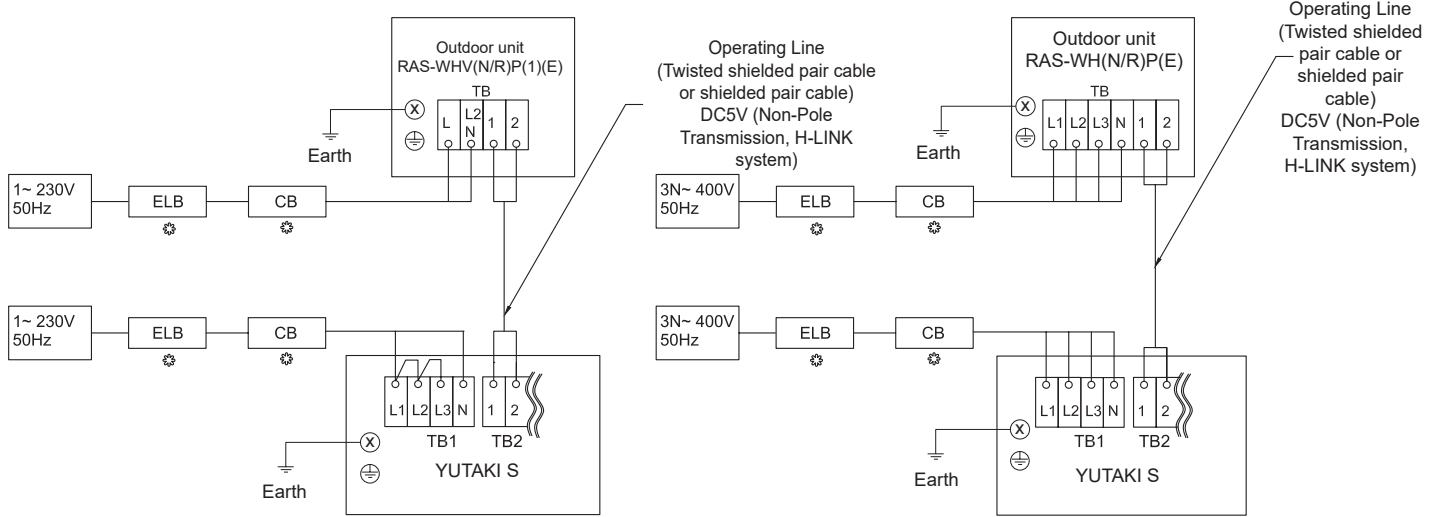 Outdoor unit
RAS-WHV(N/R)P(1)(E)
TB
L
L2
N
1
2
X
Earth
1~ 230V
50Hz
ELB
CB
Operating Line
(Twisted shielded pair cable
or shielded pair cable)
DC5V (Non-Pole
Transmission, H-LINK
system)
1~ 230V
50Hz
ELB
CB
L1
L2
L3
N
1
2
TB1
TB2
X
YUTAKI S
Earth
Outdoor unit
RAS-WH(N/R)P(E)
TB
L1
L2
L3
N
1
2
X
Earth
3N~ 400V
50Hz
ELB
CB
Operating Line
(Twisted shielded
pair cable or
shielded pair
cable)
DC5V (Non-Pole
Transmission,
H-LINK system)
3N~ 400V
50Hz
ELB
CB
L1
L2
L3
N
1
2
TB1
TB2
X
YUTAKI S
Earth